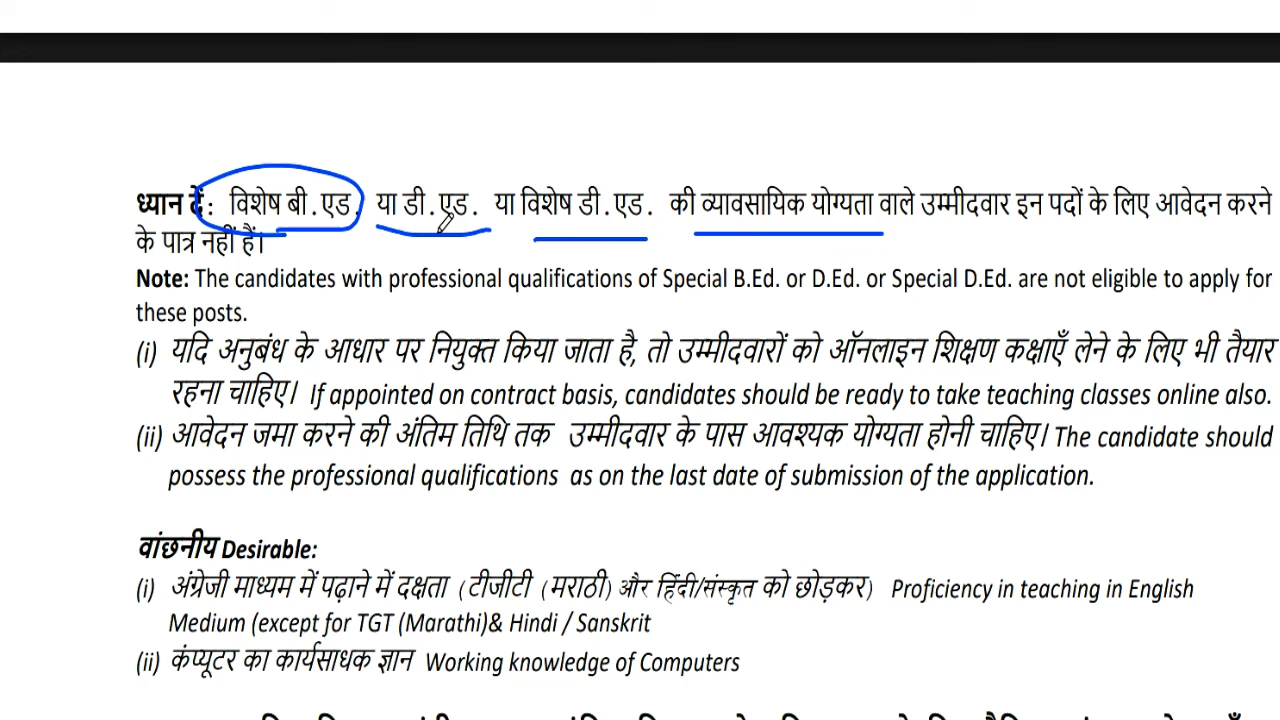 ध्यान दें: विशेष बी.एड. या डी.एड. या विशेष डी.एड. की व्यावसायिक योग्यता वाले उम्मीदवार इन पदों के लिए आवेदन करने
के पात्र नहीं हैं।
Note: The candidates with professional qualifications of Special B.Ed. or D.Ed. or Special D.Ed. are not eligible to apply for
these posts.
(i) यदि अनुबंध के आधार पर नियुक्त किया जाता है, तो उम्मीदवारों को ऑनलाइन शिक्षण कक्षाएँ लेने के लिए भी तैयार
रहना चाहिए। If appointed on contract basis, candidates should be ready to take teaching classes online also.
(ii) आवेदन जमा करने की अंतिम तिथि तक उम्मीदवार के पास आवश्यक योग्यता होनी चाहिए। The candidate should
possess the professional qualifications as on the last date of submission of the application.
वांछनीय Desirable:
(i) अंग्रेजी माध्यम में पढ़ाने में दक्षता (टीजीटी (मराठी) और हिंदी/संस्कृत को छोड़कर) Proficiency in teaching in English
Medium (except for TGT (Marathi)& Hindi / Sanskrit
(ii) कंप्यूटर का कार्यसाधक ज्ञान Working knowledge of Computers